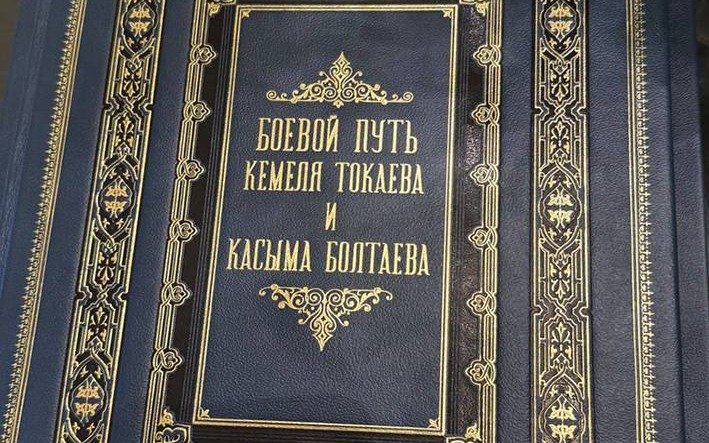 БОЕВОЙ ПУТЬ
КЕМЕЛЯ ТОКАЕВА
И
КАСЫМА БОЛТАЕВА